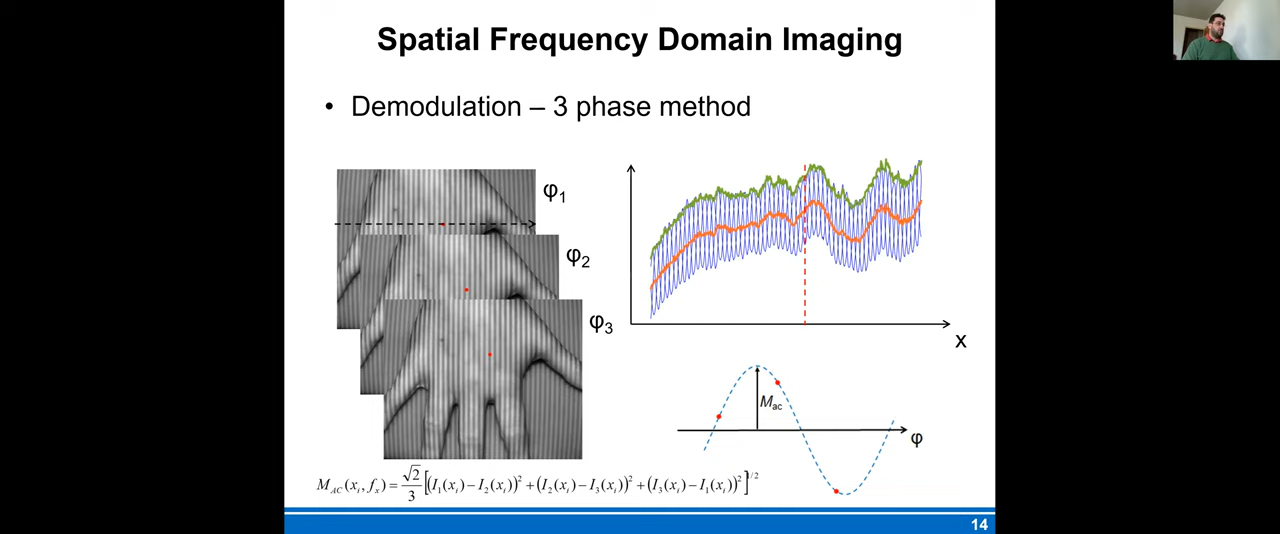 Spatial Frequency Domain Imaging
• Demodulation – 3 phase method
φ1
φ2
φ3
x
Mac
φ
M_AC(x_i, f_x) = √2/3 [(I_1(x_i) − I_2(x_i))^2 + (I_2(x_i) − I_3(x_i))^2 + (I_3(x_i) − I_1(x_i))^2]^1/2
14